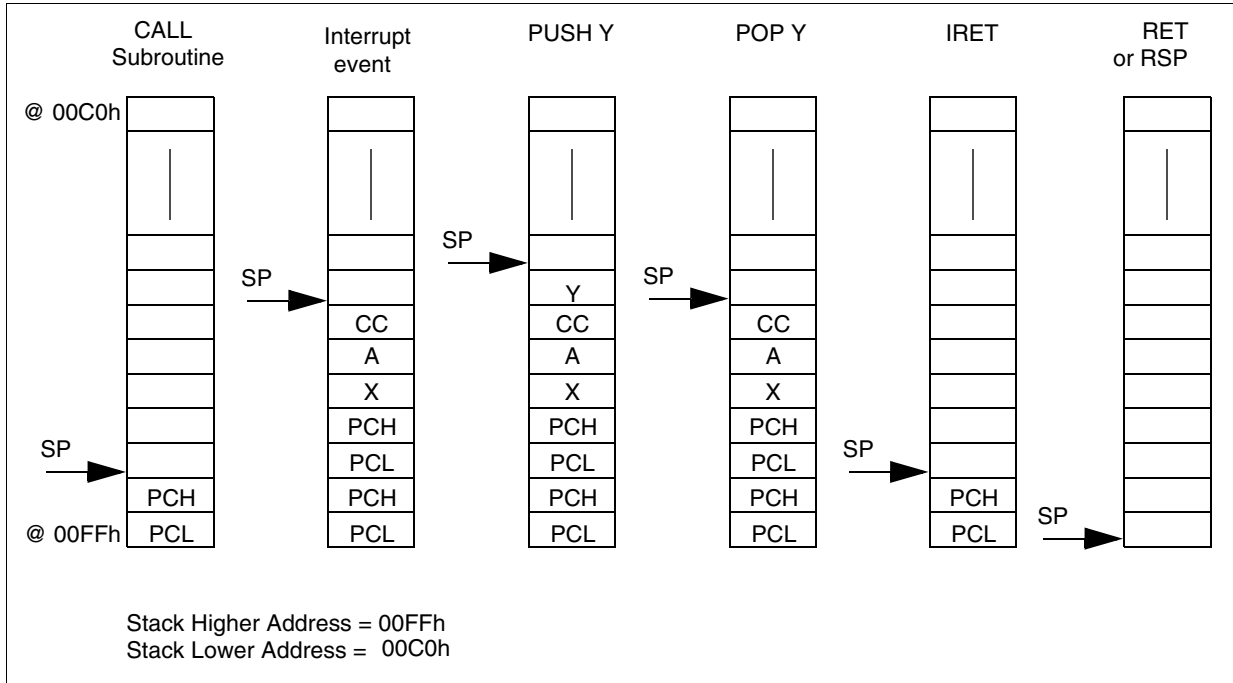 CALL
Subroutine
Interrupt
event
PUSH Y
POP Y
IRET
RET
or RSP
@ 00C0h
SP
SP
SP
Y
CC
CC
CC
A
A
A
X
X
X
PCH
PCH
PCH
SP
PCL
PCL
PCL
SP
PCH
PCH
PCH
PCH
PCH
SP
@ 00FFh
PCL
PCL
PCL
PCL
PCL
Stack Higher Address = 00FFh
Stack Lower Address = 00C0h